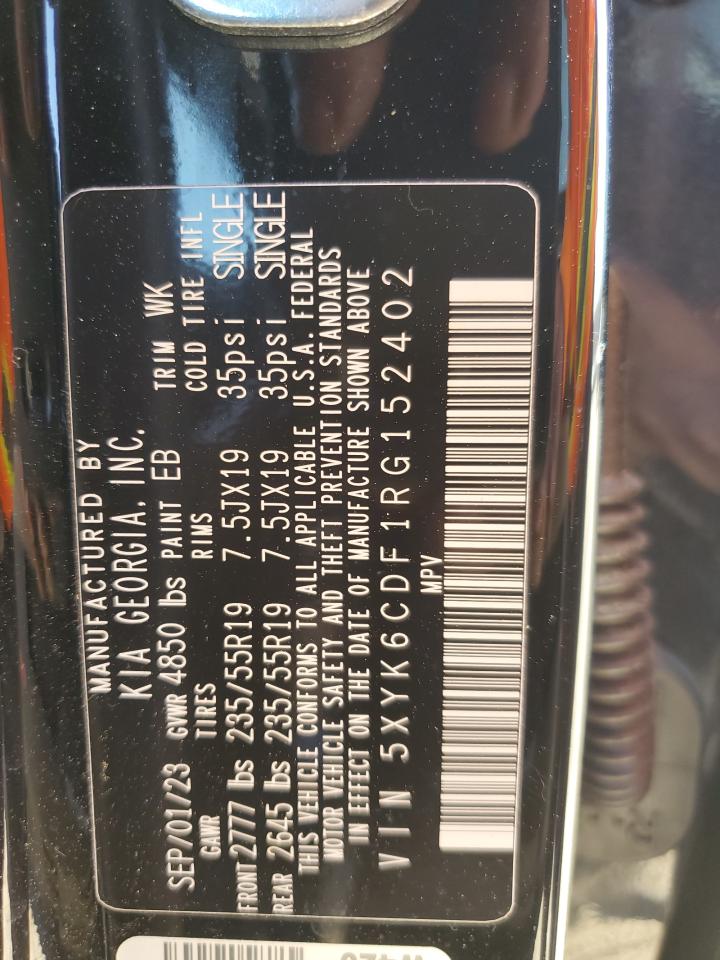 MANUFACTURED BY
KIA GEORGIA, INC.
SEP/01/23 GVWR 4850 lbs PAINT EB TRIM WK
GAWR TIRES RIMS COLD TIRE INFL
FRONT 2777 lbs 235/55R19 7.5JX19 35psi SINGLE
REAR 2645 lbs 235/55R19 7.5JX19 35psi SINGLE
THIS VEHICLE CONFORMS TO ALL APPLICABLE U.S.A. FEDERAL
MOTOR VEHICLE SAFETY AND THEFT PREVENTION STANDARDS
IN EFFECT ON THE DATE OF MANUFACTURE SHOWN ABOVE
VIN 5XYK6CDF1RG152402
MPV